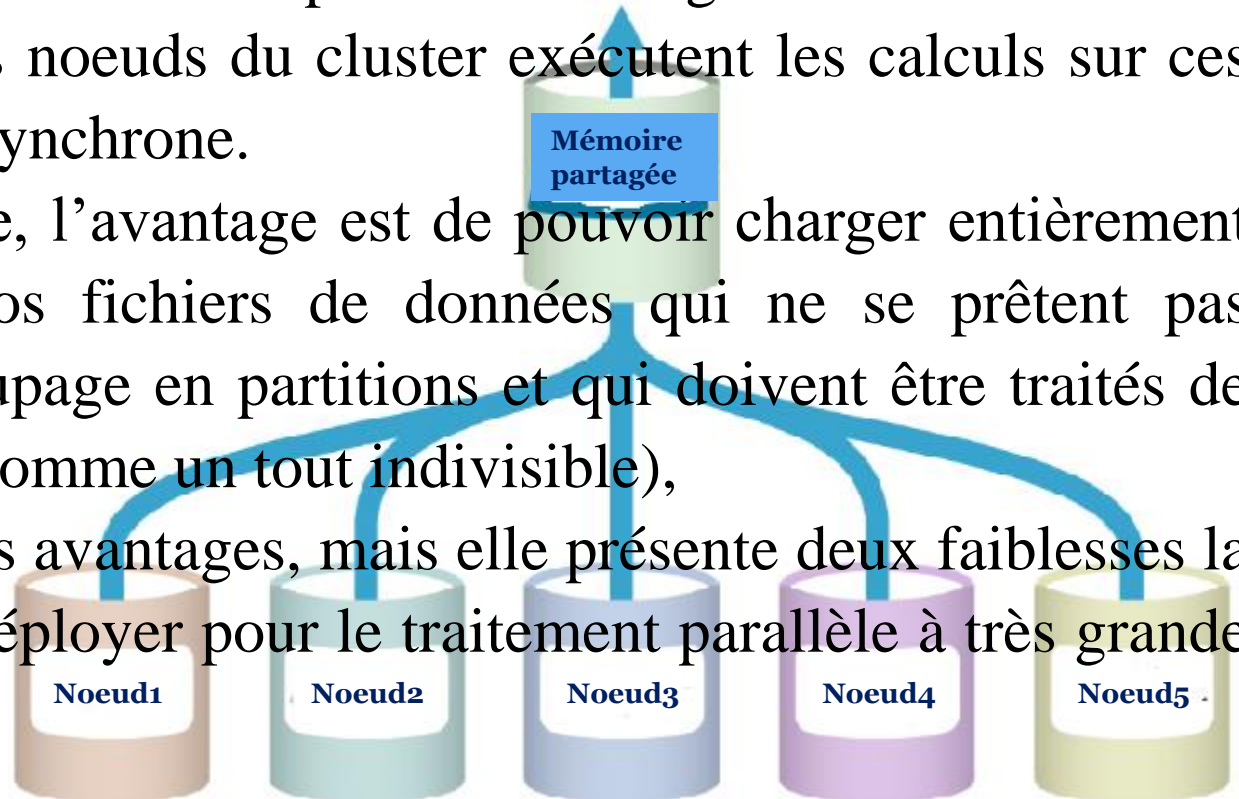 s noeuds du cluster exécutent les calculs sur ces
ynchrone.
Mémoire
partagée
e, l’avantage est de pouvoir charger entièrement
os fichiers de données qui ne se prêtent pas
upage en partitions et qui doivent être traités de
omme un tout indivisible),
s avantages, mais elle présente deux faiblesses la
éployer pour le traitement parallèle à très grande
Noeud1 Noeud2 Noeud3 Noeud4 Noeud5